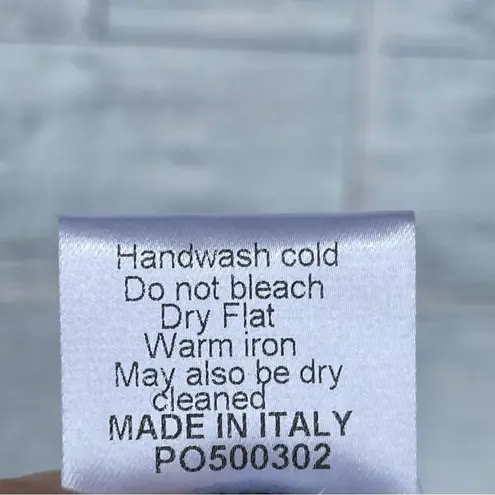 Handwash cold
Do not bleach
Dry Flat
Warm iron
May also be dry
cleaned
MADE IN ITALY
PO500302